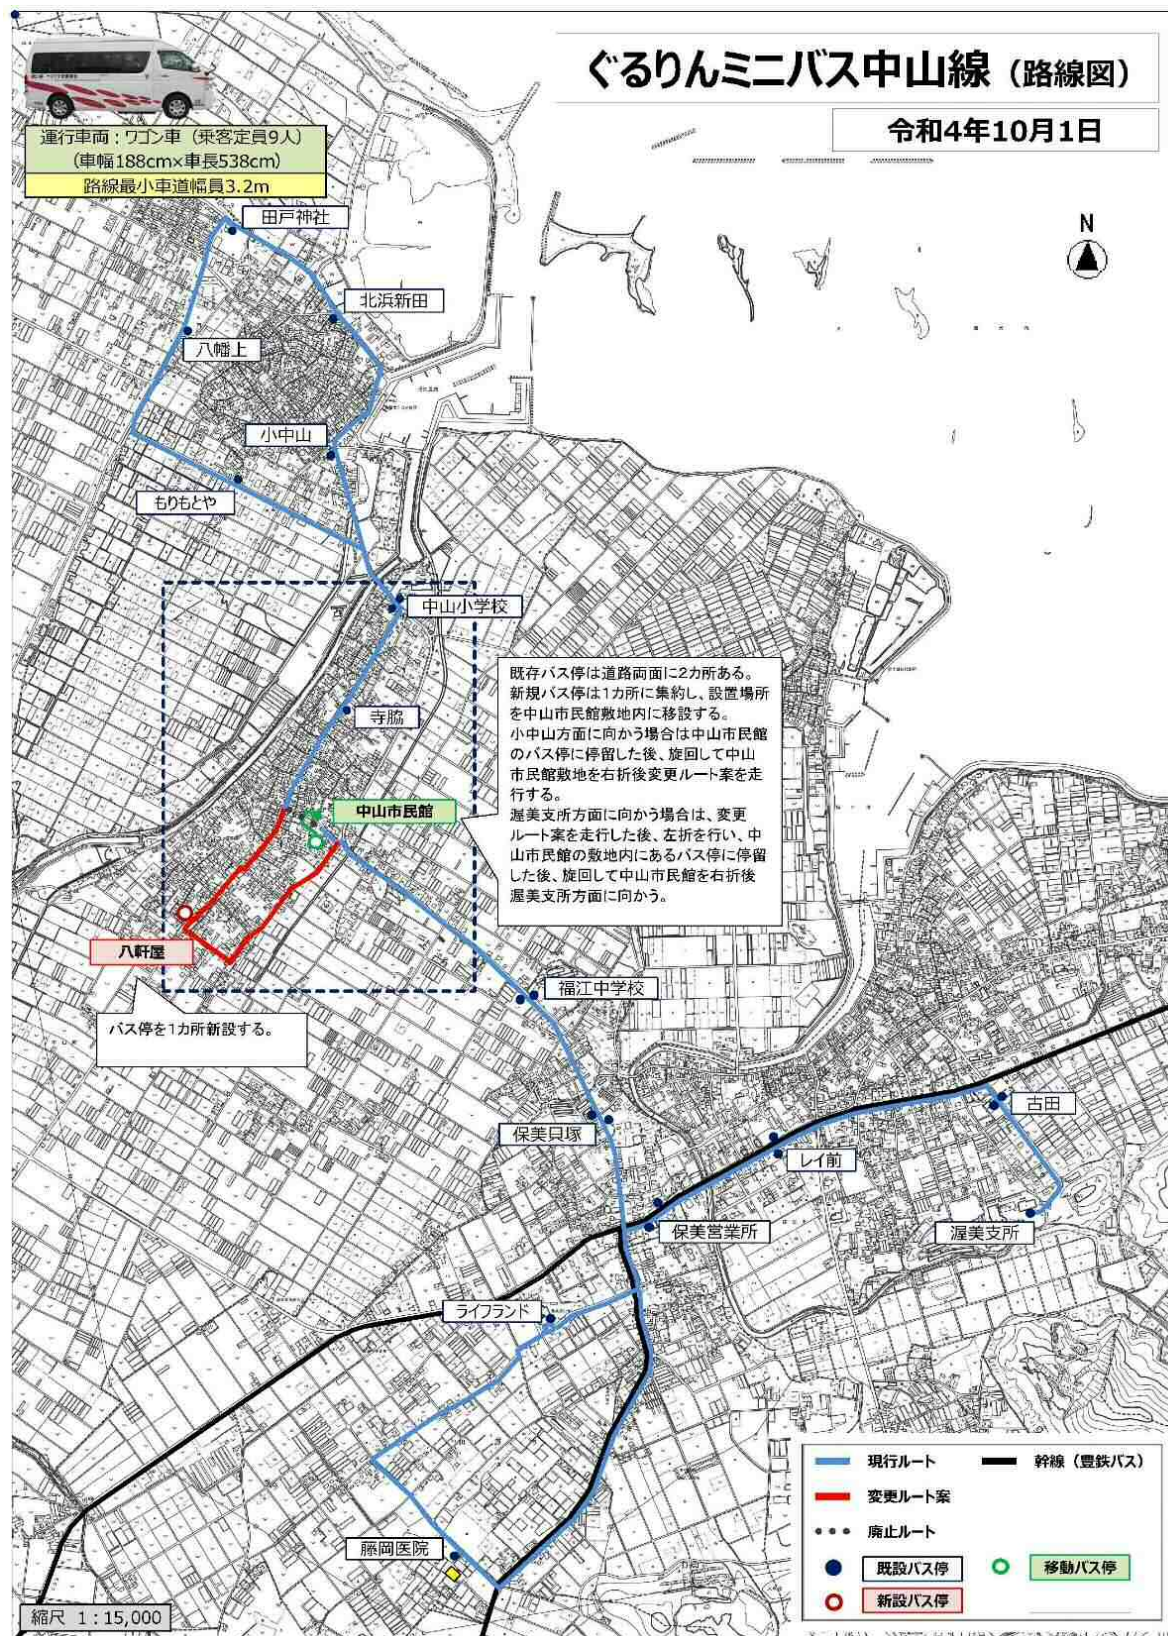 ぐるりんミニバス中山線（路線図）
令和4年10月1日
運行車両：ワゴン車（乗客定員9人）
(車幅188cm×車長538cm)
路線最小車道幅員3.2m
N
田戸神社
北浜新田
八幡上
小中山
もりもとや
中山小学校
寺脇
中山市民館
八軒屋
既存バス停は道路両面に2カ所ある。
新規バス停は1カ所に集約し、設置場所
を中山市民館敷地内に移設する。
小中山方面に向かう場合は中山市民館
のバス停に停留した後、旋回して中山
市民館敷地を右折後変更ルート案を走
行する。
渥美支所方面に向かう場合は、変更
ルート案を走行した後、左折を行い、中
山市民館の敷地内にあるバス停に停留
した後、旋回して中山市民館を右折後
渥美支所方面に向かう。
バス停を1カ所新設する。
福江中学校
保美貝塚
古田
レイ前
保美営業所
渥美支所
ライフランド
藤岡医院
現行ルート
幹線（豊鉄バス）
変更ルート案
廃止ルート
既設バス停
移動バス停
新設バス停
縮尺 1：15,000